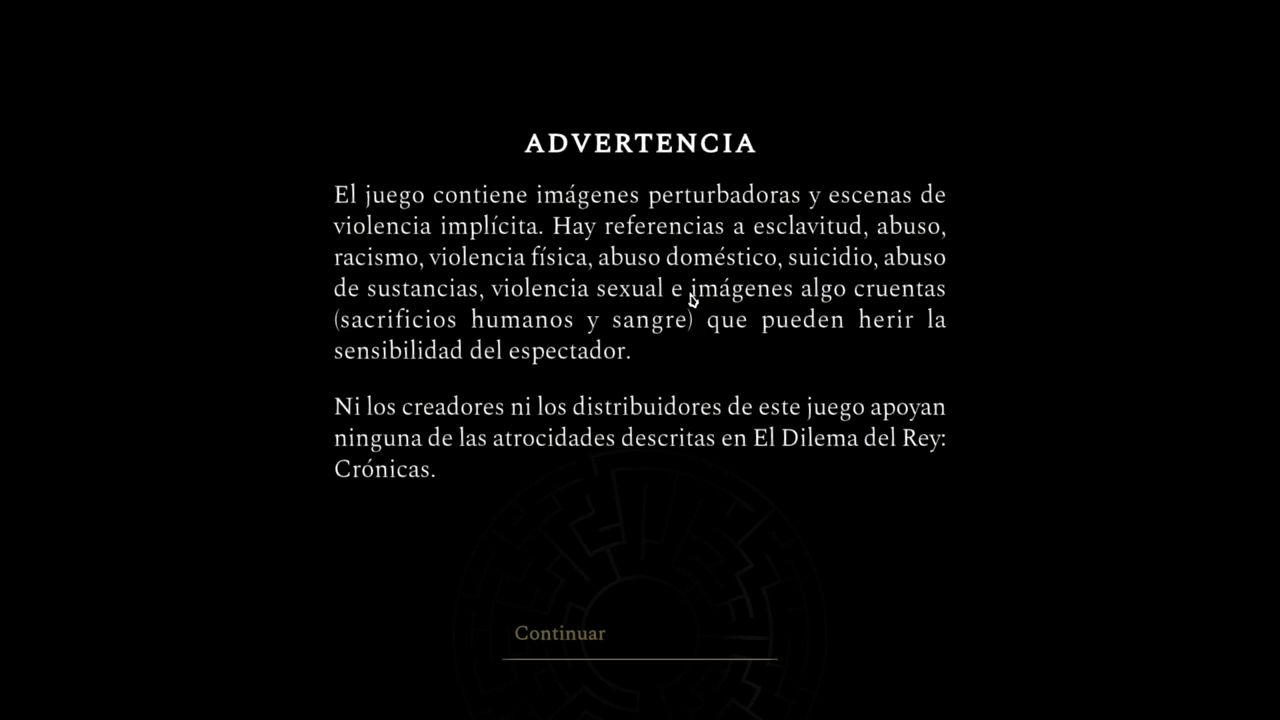 ADVERTENCIA
El juego contiene imágenes perturbadoras y escenas de
violencia implícita. Hay referencias a esclavitud, abuso,
racismo, violencia física, abuso doméstico, suicidio, abuso
de sustancias, violencia sexual e imágenes algo cruentas
(sacrificios humanos y sangre) que pueden herir la
sensibilidad del espectador.
Ni los creadores ni los distribuidores de este juego apoyan
ninguna de las atrocidades descritas en El Dilema del Rey:
Crónicas.
Continuar